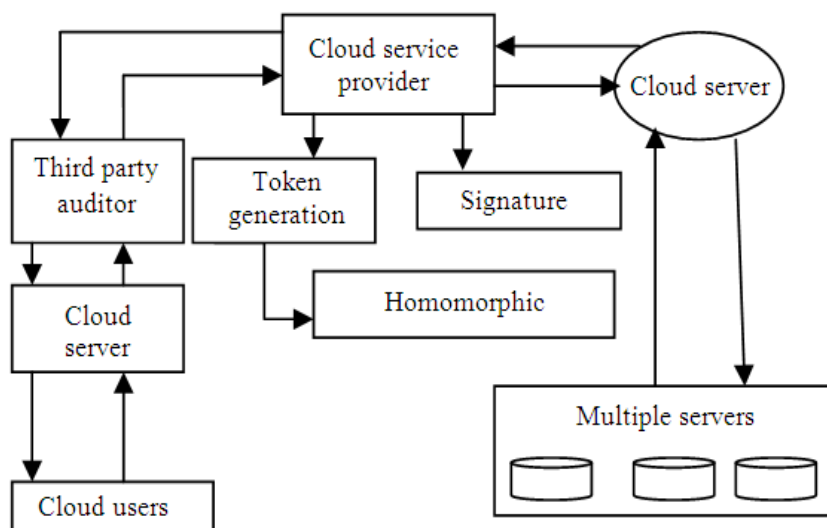 Cloud service
provider
Cloud server
Third party
auditor
Token
generation
Signature
Homomorphic
Cloud
server
Multiple servers
Cloud users